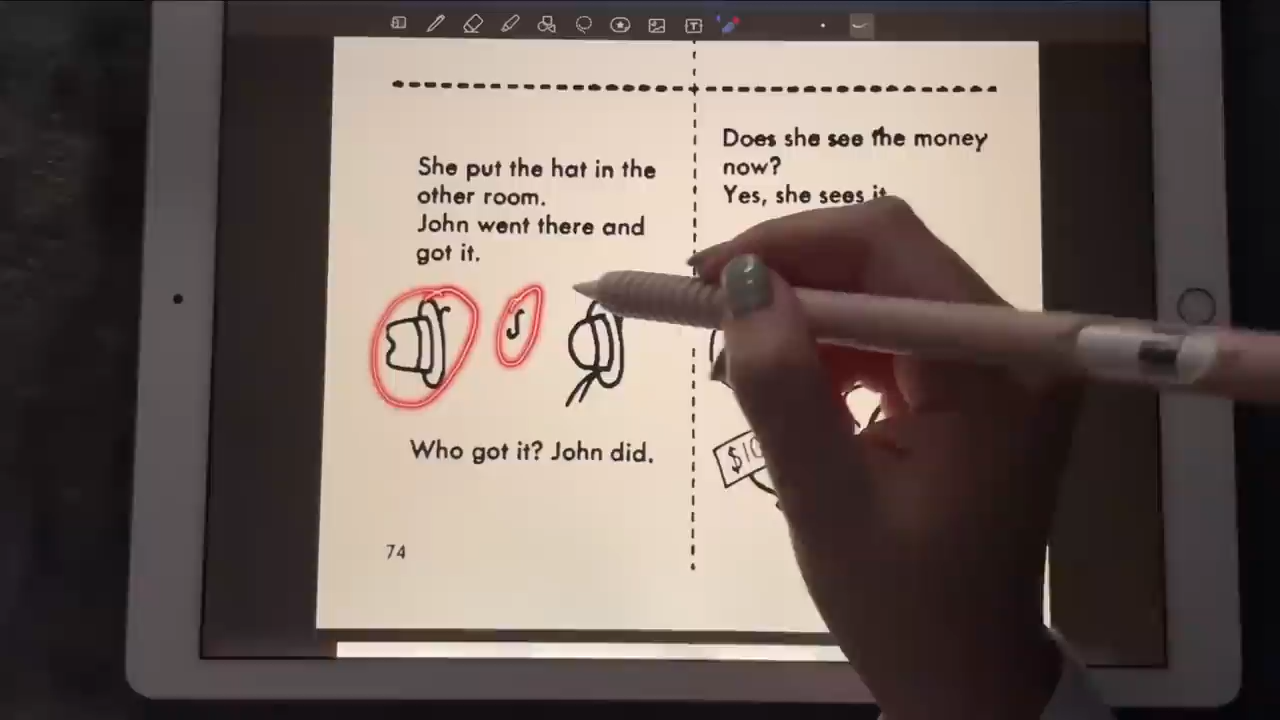 She put the hat in the
other room.
John went there and
got it.
Who got it? John did.
74
Does she see the money
now?
Yes, she sees it